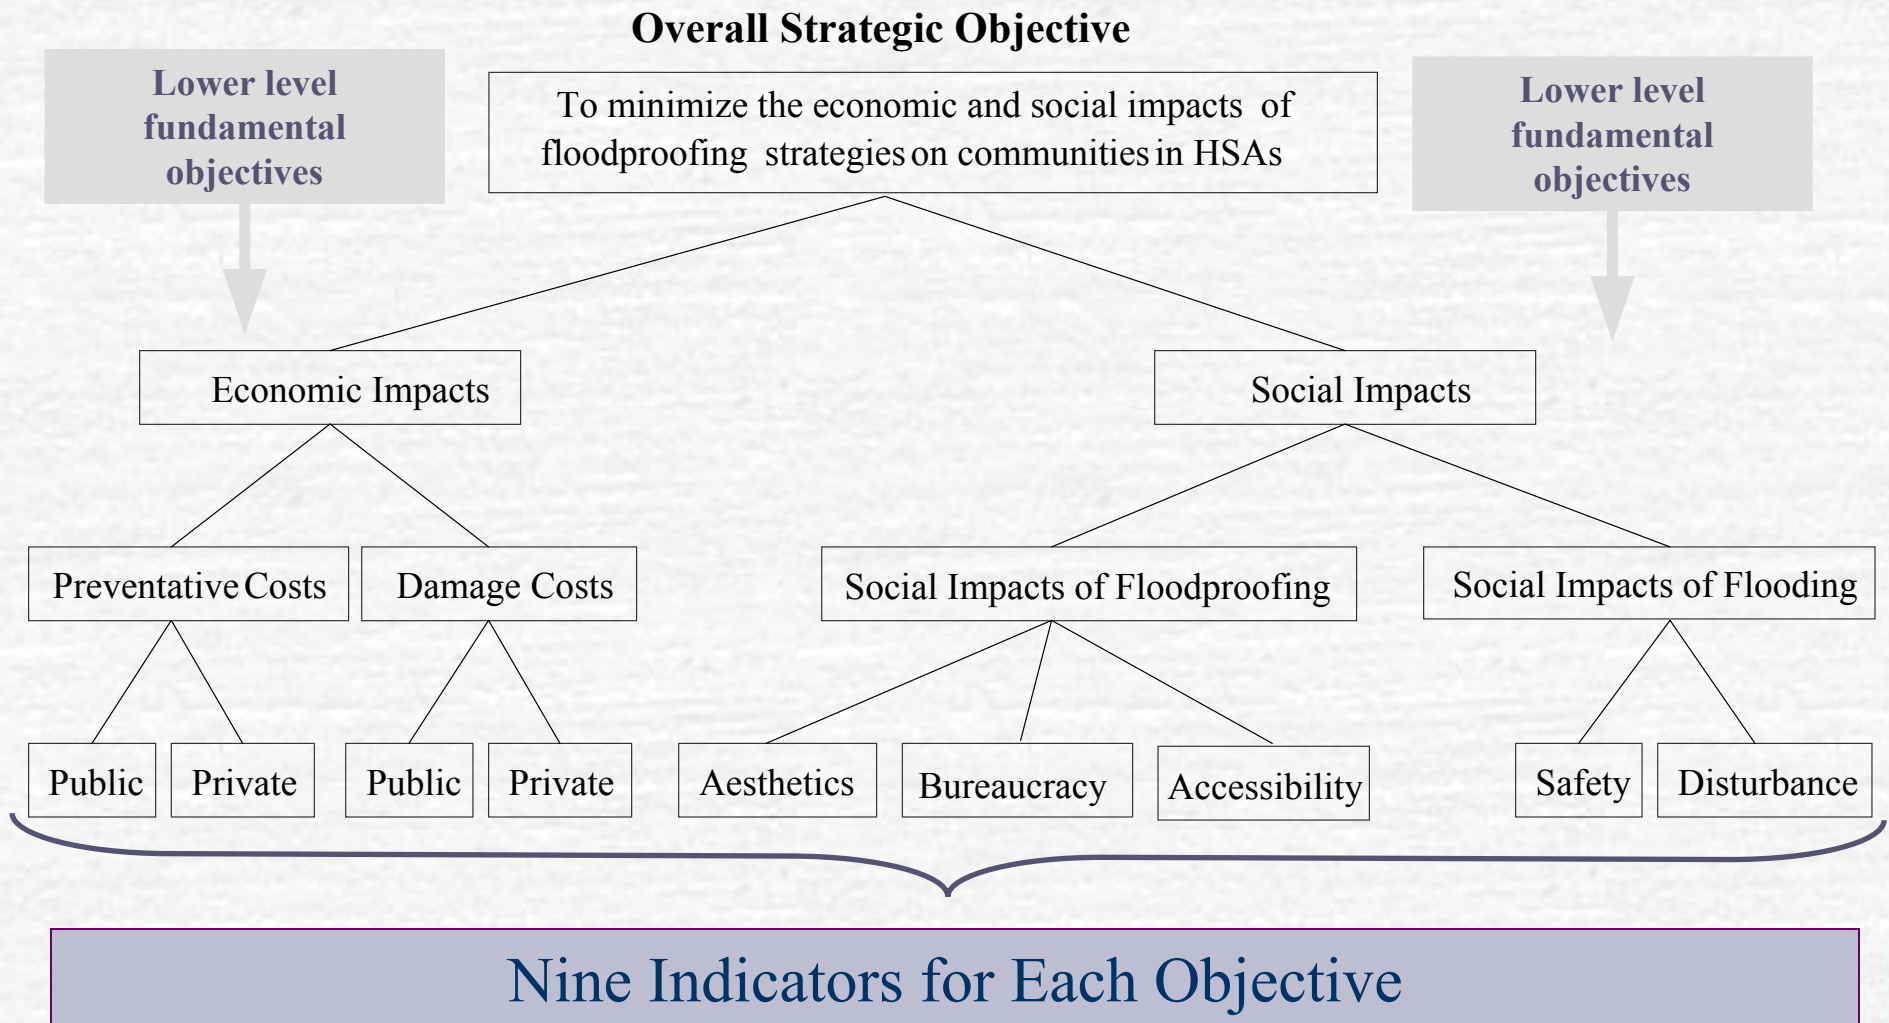 Overall Strategic Objective
Lower level
fundamental
objectives
To minimize the economic and social impacts of
floodproofing strategies on communities in HSAs
Lower level
fundamental
objectives
Economic Impacts
Social Impacts
Preventative Costs
Damage Costs
Social Impacts of Floodproofing
Social Impacts of Flooding
Public
Private
Public
Private
Aesthetics
Bureaucracy
Accessibility
Safety
Disturbance
Nine Indicators for Each Objective